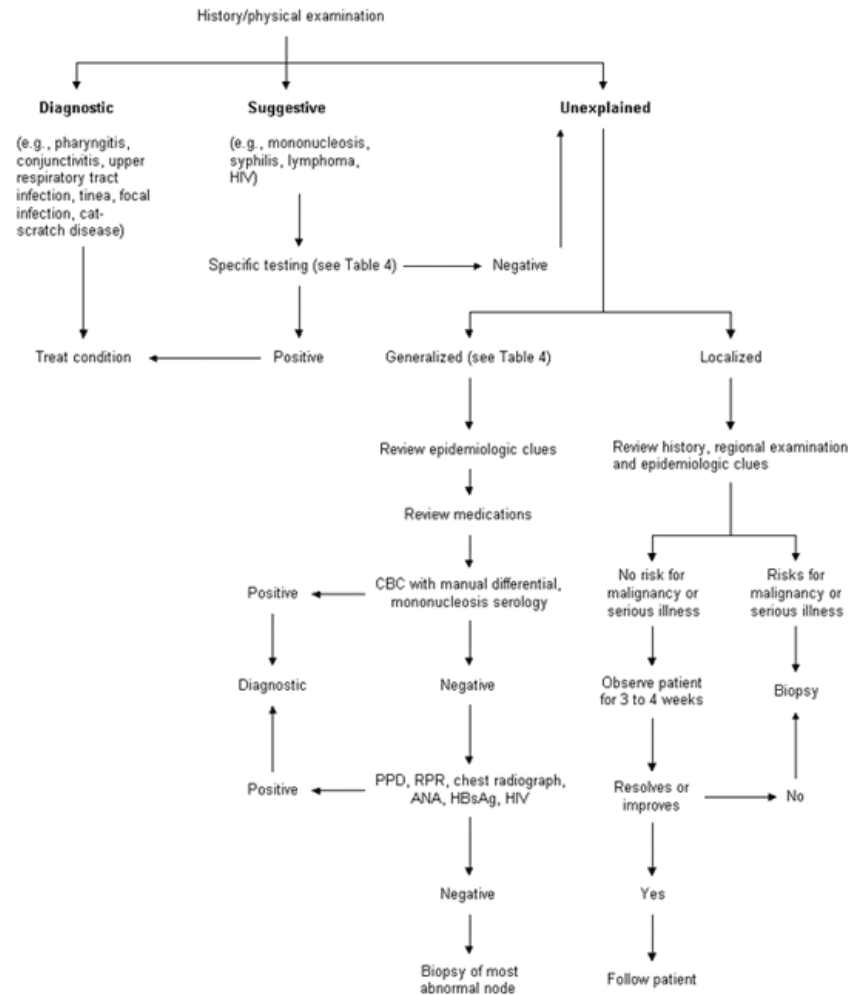 History/physical examination
Diagnostic
Suggestive
Unexplained
(e.g., pharyngitis,
conjunctivitis, upper
respiratory tract
infection, tinea, focal
infection, cat-
scratch disease)
(e.g., mononucleosis,
syphilis, lymphoma,
HIV)
Specific testing (see Table 4)
Negative
Treat condition
Positive
Generalized (see Table 4)
Localized
Review epidemiologic clues
Review history, regional examination
and epidemiologic clues
Review medications
Positive
CBC with manual differential,
mononucleosis serology
No risk for
malignancy or
serious illness
Risks for
malignancy or
serious illness
Diagnostic
Negative
Observe patient
for 3 to 4 weeks
Biopsy
Positive
PPD, RPR, chest radiograph,
ANA, HBsAg, HIV
Resolves or
improves
No
Negative
Yes
Biopsy of most
abnormal node
Follow patient